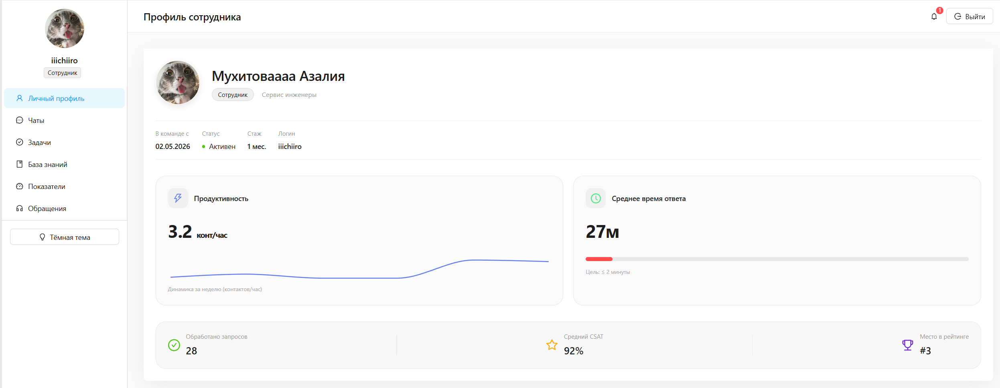 iiichiiro
Сотрудник
Личный профиль
Чаты
Задачи
База знаний
Показатели
Обращения
Тёмная тема
Профиль сотрудника
1
Выйти
Мухитоваааа Азалия
Сотрудник
Сервис инженеры
В команде с
02.05.2026
Статус
Активен
Стаж
1 мес.
Логин
iiichiiro
Продуктивность
3.2 конт/час
Динамика за неделю (контактов/час)
Среднее время ответа
27м
Цель: ≤ 2 минуты
Обработано запросов
28
Средний CSAT
92%
Место в рейтинге
#3